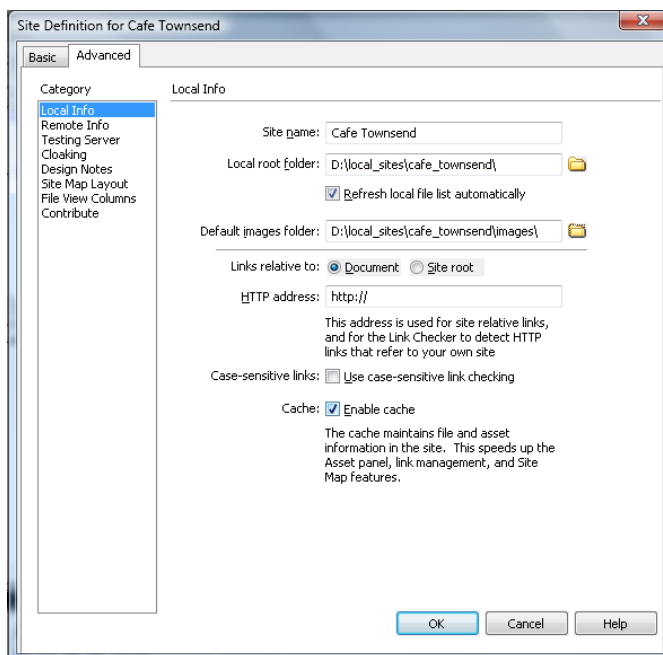 Site Definition for Cafe Townsend
Basic
Advanced
Category
Local Info
Remote Info
Testing Server
Cloaking
Design Notes
Site Map Layout
File View Columns
Contribute
Local Info
Site name: Cafe Townsend
Local root folder: D:\local_sites\cafe_townsend\
Refresh local file list automatically
Default images folder: D:\local_sites\cafe_townsend\images\
Links relative to: Document Site root
HTTP address: http://
This address is used for site relative links,
and for the Link Checker to detect HTTP
links that refer to your own site
Case-sensitive links: Use case-sensitive link checking
Cache: Enable cache
The cache maintains file and asset
information in the site. This speeds up the
Asset panel, link management, and Site
Map features.
OK Cancel Help